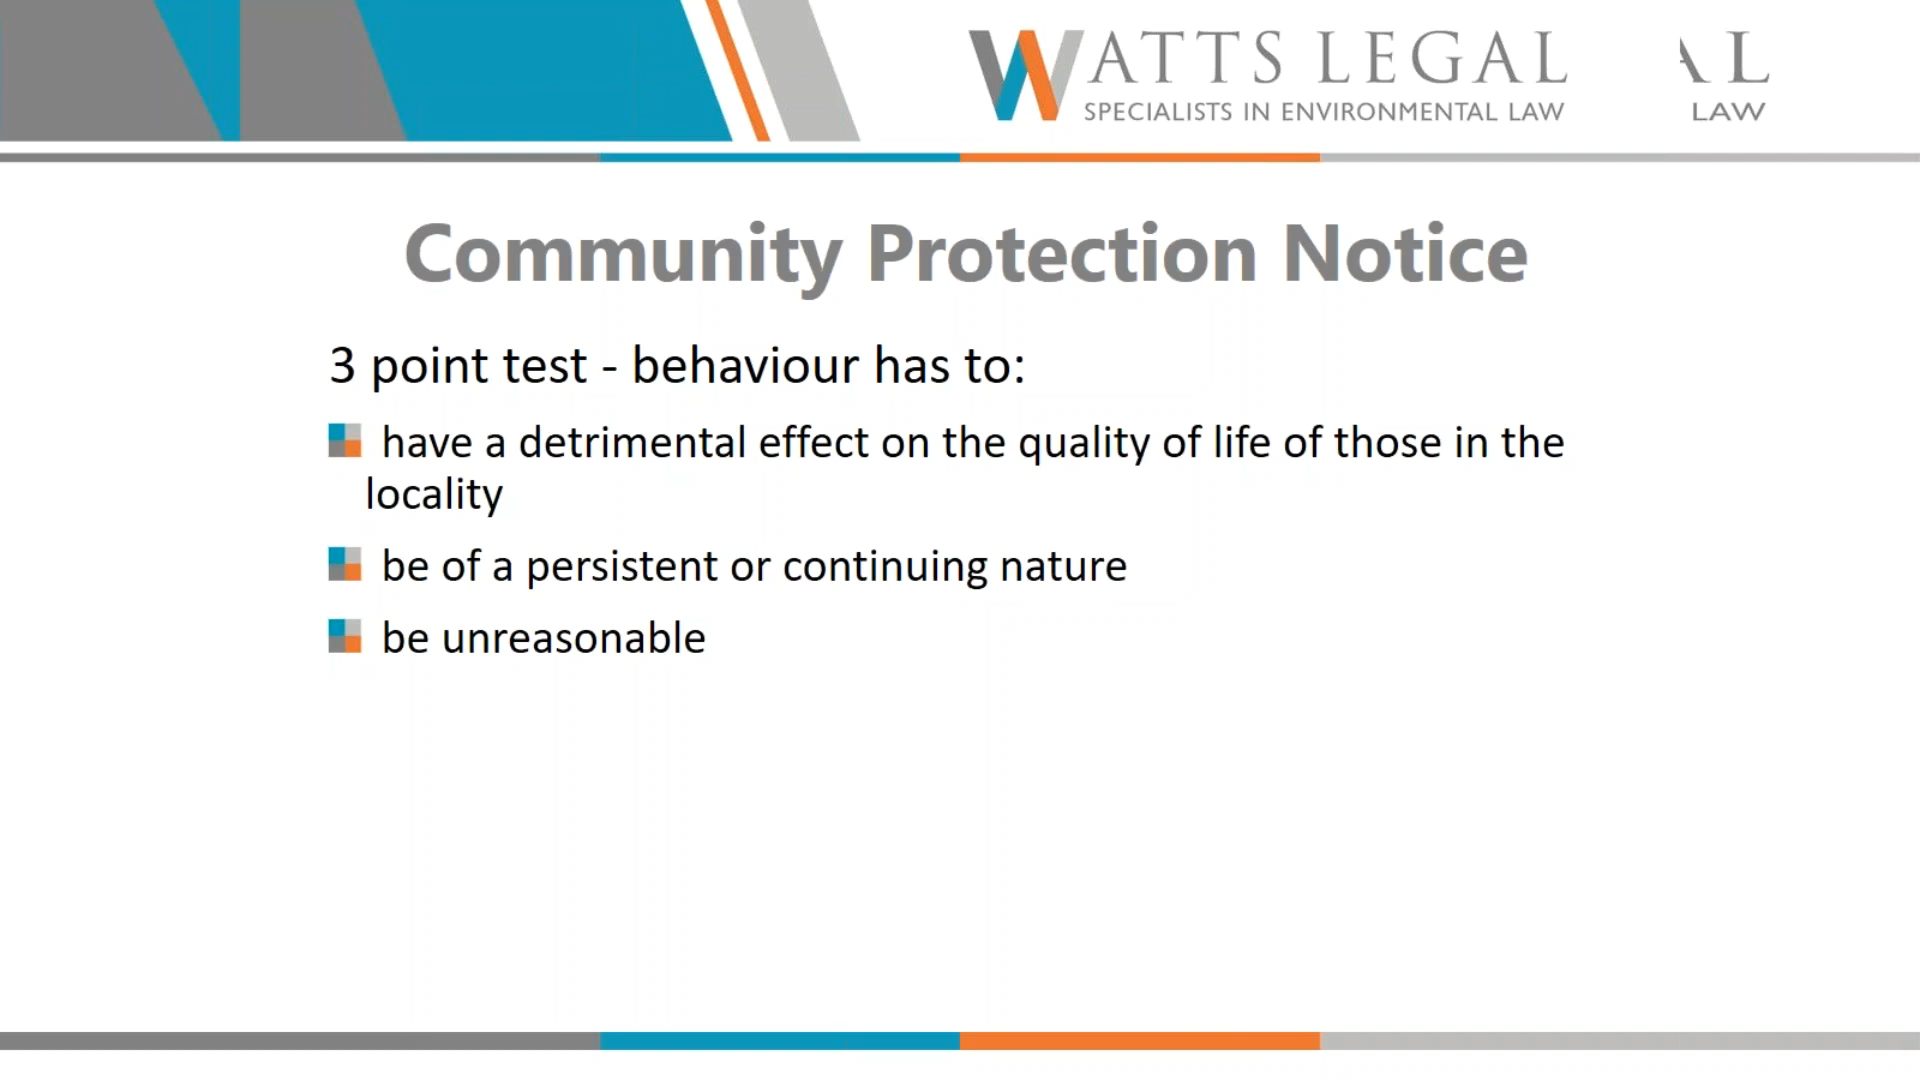 WATTS LEGAL
SPECIALISTS IN ENVIRONMENTAL LAW
L
LAW
Community Protection Notice
3 point test - behaviour has to:
have a detrimental effect on the quality of life of those in the
locality
be of a persistent or continuing nature
be unreasonable